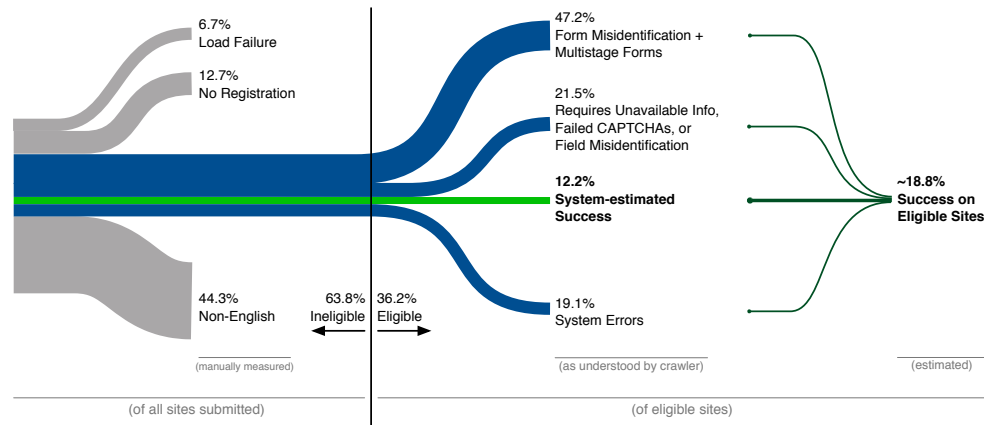 6.7%
Load Failure
12.7%
No Registration
44.3%
Non-English
(manually measured)
63.8%
Ineligible
36.2%
Eligible
(of all sites submitted)
47.2%
Form Misidentification +
Multistage Forms
21.5%
Requires Unavailable Info,
Failed CAPTCHAs, or
Field Misidentification
12.2%
System-estimated
Success
19.1%
System Errors
(as understood by crawler)
~18.8%
Success on
Eligible Sites
(estimated)
(of eligible sites)